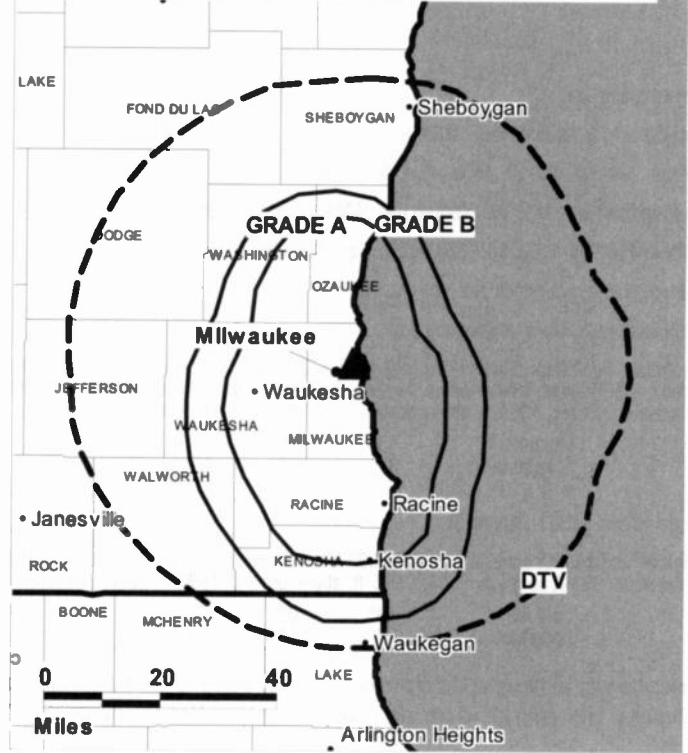 LAKE
FOND DU LAC
SHEBOYGAN
Sheboygan
GRADE A
GRADE B
DODGE
WASHINGTON
OZAUKEE
Milwaukee
JEFFERSON
Waukesha
WAUKESHA
MILWAUKEE
WALWORTH
RACINE
Racine
Janesville
KENOSHA
Kenosha
ROCK
DTV
BOONE
MCHENRY
Waukegan
LAKE
0 20 40
Miles
Arlington Heights